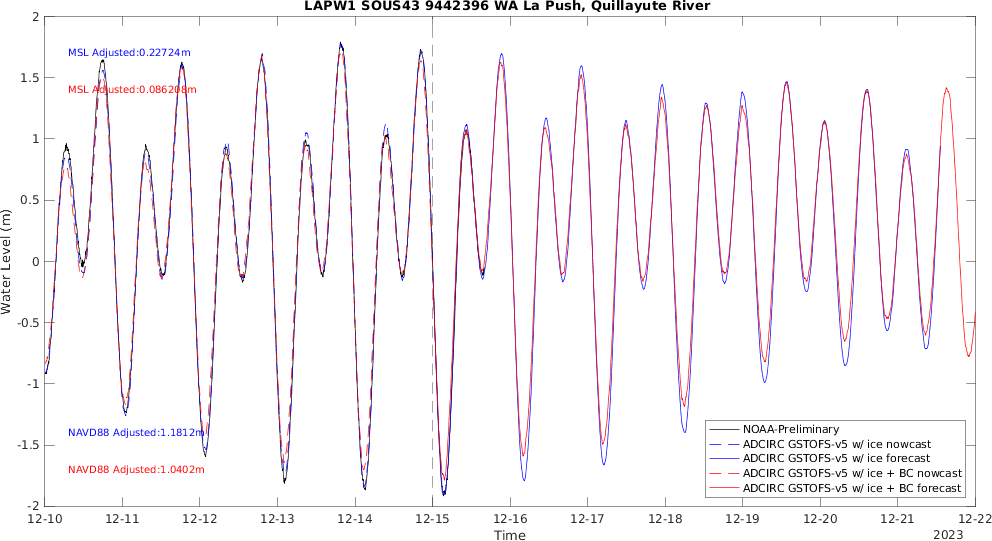 LAPW1 SOUS43 9442396 WA La Push, Quillayute River
2
1.5
1
0.5
0
-0.5
-1
-1.5
-2
Water Level (m)
MSL Adjusted:0.22724m
MSL Adjusted:0.086208m
NAVD88 Adjusted:1.1812m
NAVD88 Adjusted:1.0402m
NOAA-Preliminary
ADCIRC GSTOFS-v5 w/ ice nowcast
ADCIRC GSTOFS-v5 w/ ice forecast
ADCIRC GSTOFS-v5 w/ ice + BC nowcast
ADCIRC GSTOFS-v5 w/ ice + BC forecast
12-10 12-11 12-12 12-13 12-14 12-15 12-16 12-17 12-18 12-19 12-20 12-21 12-22
Time
2023